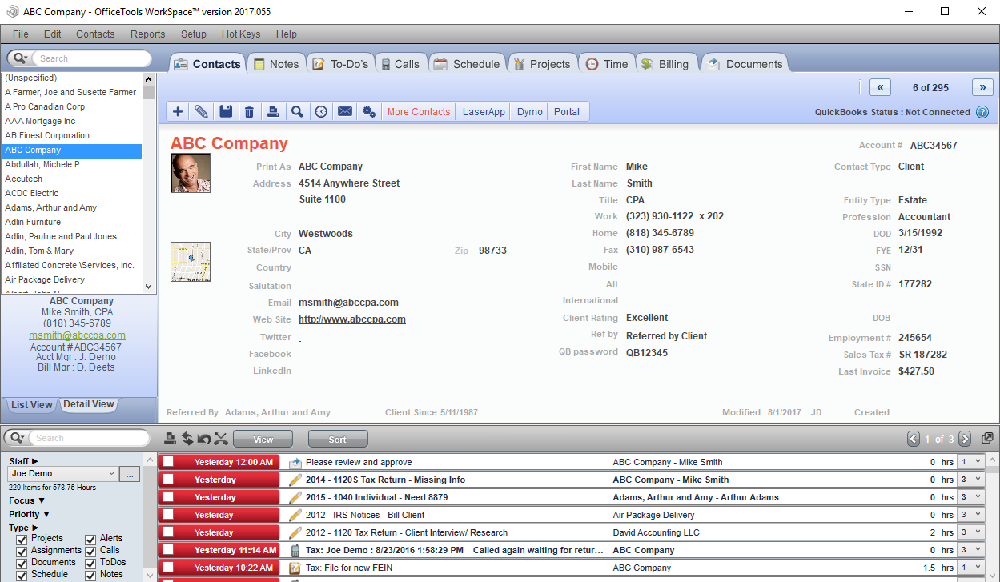 ABC Company - OfficeTools WorkSpace™ version 2017.055
File Edit Contacts Reports Setup Hot Keys Help
Search
Contacts Notes To-Do's Calls Schedule Projects Time Billing Documents
(Unspecified)
A Farmer, Joe and Susette Farmer
A Pro Canadian Corp
AAA Mortgage Inc
AB Finest Corporation
ABC Company
Abdullah, Michele P.
Accutech
ACDC Electric
Adams, Arthur and Amy
Adlin Furniture
Adlin, Pauline and Paul Jones
Adlin, Tom & Mary
Affiliated Concrete \Services, Inc.
Air Package Delivery
ABC Company
Mike Smith, CPA
(818) 345-6789
msmith@abccpa.com
Account # ABC34567
Acct Mgr : J. Demo
Bill Mgr : D. Deets
List View Detail View
« 6 of 295 »
More Contacts LaserApp Dymo Portal
QuickBooks Status : Not Connected ?
ABC Company
Account # ABC34567
Print As ABC Company
Address 4514 Anywhere Street
Suite 1100
City Westwoods
State/Prov CA Zip 98733
Country
Salutation
Email msmith@abccpa.com
Web Site http://www.abccpa.com
Twitter
Facebook
LinkedIn
First Name Mike
Last Name Smith
Title CPA
Work (323) 930-1122 x 202
Home (818) 345-6789
Fax (310) 987-6543
Mobile
Alt
International
Client Rating Excellent
Ref by Referred by Client
QB password QB12345
Contact Type Client
Entity Type Estate
Profession Accountant
DOD 3/15/1992
FYE 12/31
SSN
State ID # 177282
DOB
Employment # 245654
Sales Tax # SR 187282
Last Invoice $427.50
Referred By Adams, Arthur and Amy Client Since 5/11/1987 Modified 8/1/2017 JD Created
Search
View Sort
1 of 3
Staff ▶
Joe Demo ...
229 Items for 578.75 Hours
Focus ▼
Priority ▼
Type ▶
Projects Alerts
Assignments Calls
Documents ToDos
Schedule Notes
Yesterday 12:00 AM Please review and approve ABC Company - Mike Smith 0 hrs 1
Yesterday 2014 - 1120S Tax Return - Missing Info ABC Company - Mike Smith 0 hrs 3
Yesterday 2015 - 1040 Individual - Need 8879 Adams, Arthur and Amy - Arthur Adams 0 hrs 3
Yesterday 2012 - IRS Notices - Bill Client Air Package Delivery 0 hrs 3
Yesterday 2012 - 1120 Tax Return - Client Interview/ Research David Accounting LLC 2 hrs 3
Yesterday 11:14 AM Tax: Joe Demo : 8/23/2016 1:58:29 PM Called again waiting for retur... ABC Company 0 hrs 3
Yesterday 10:22 AM Tax: File for new FEIN ABC Company 1.5 hrs 1